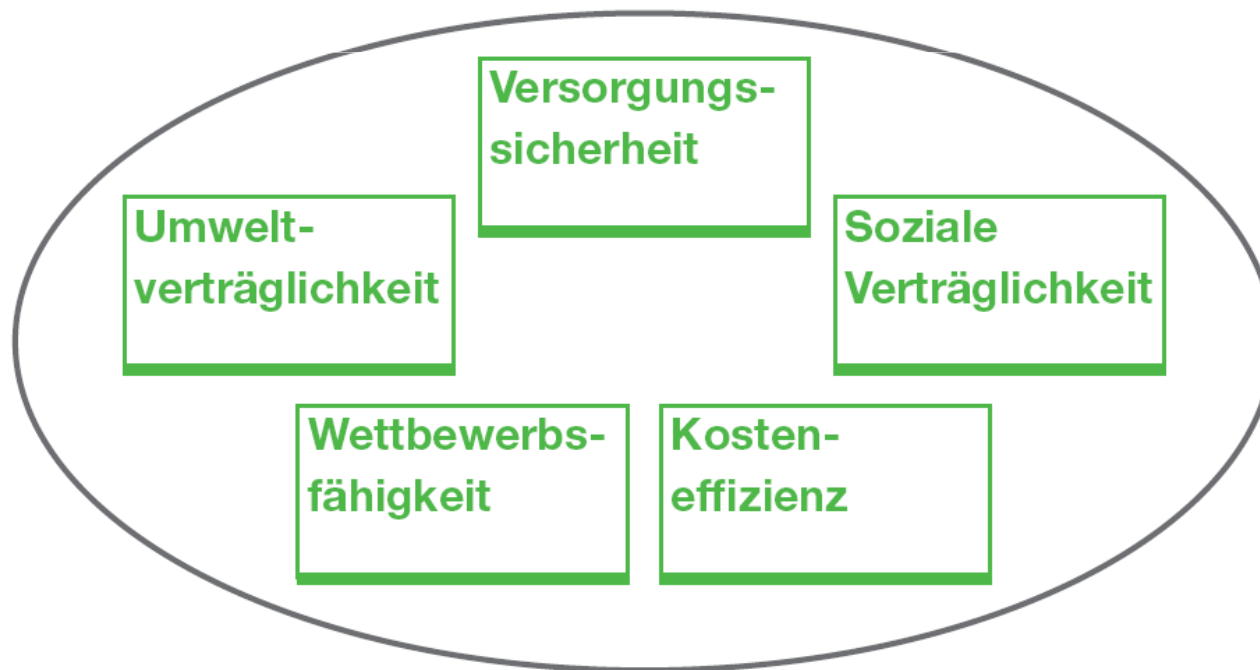 Versorgungs-
sicherheit
Umwelt-
verträglichkeit
Soziale
Verträglichkeit
Wettbewerbs-
fähigkeit
Kosten-
effizienz